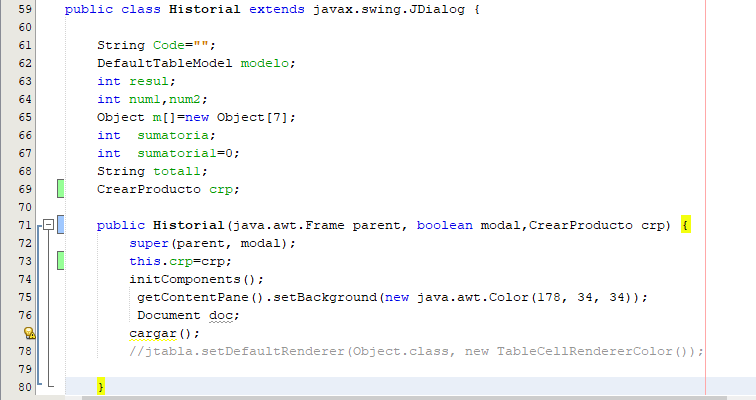 59 public class Historial extends javax.swing.JDialog {
60
61 String Code="";
62 DefaultTableModel modelo;
63 int resul;
64 int num1,num2;
65 Object m[]=new Object[7];
66 int  sumatoria;
67 int  sumatoria1=0;
68 String total1;
69 CrearProducto crp;
70
71 public Historial(java.awt.Frame parent, boolean modal,CrearProducto crp) {
72 super(parent, modal);
73 this.crp=crp;
74 initComponents();
75 getContentPane().setBackground(new java.awt.Color(178, 34, 34));
76 Document doc;
cargar();
78 //jtabla.setDefaultRenderer(Object.class, new TableCellRendererColor());
79
80 }